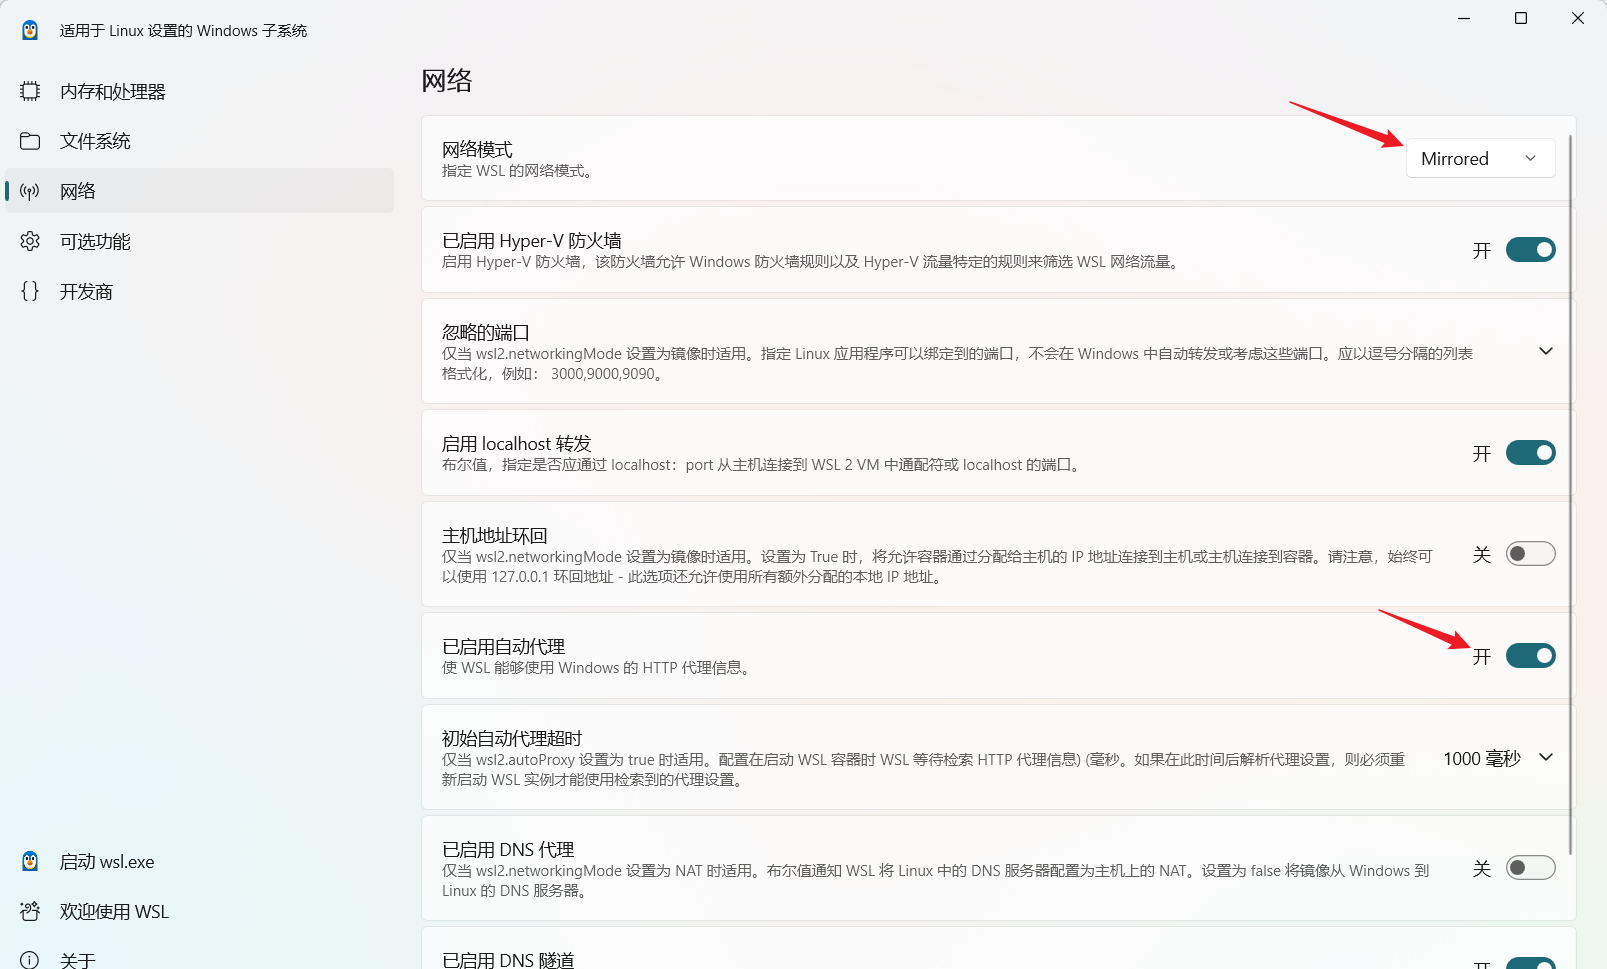 适用于 Linux 设置的 Windows 子系统
内存和处理器
文件系统
网络
可选功能
开发商
启动 wsl.exe
欢迎使用 WSL
关于
网络
网络模式
指定 WSL 的网络模式。
Mirrored
已启用 Hyper-V 防火墙
启用 Hyper-V 防火墙，该防火墙允许 Windows 防火墙规则以及 Hyper-V 流量特定的规则来筛选 WSL 网络流量。
开
忽略的端口
仅当 wsl2.networkingMode 设置为镜像时适用。指定 Linux 应用程序可以绑定到的端口，不会在 Windows 中自动转发或考虑这些端口。应以逗号分隔的列表
格式化，例如： 3000,9000,9090。
启用 localhost 转发
布尔值，指定是否应通过 localhost：port 从主机连接到 WSL 2 VM 中通配符或 localhost 的端口。
开
主机地址环回
仅当 wsl2.networkingMode 设置为镜像时适用。设置为 True 时，将允许容器通过分配给主机的 IP 地址连接到主机或主机连接到容器。请注意，始终可
以使用 127.0.0.1 环回地址 - 此选项还允许使用所有额外分配的本地 IP 地址。
关
已启用自动代理
使 WSL 能够使用 Windows 的 HTTP 代理信息。
开
初始自动代理超时
仅当 wsl2.autoProxy 设置为 true 时适用。配置在启动 WSL 容器时 WSL 等待检索 HTTP 代理信息) (毫秒。如果在此时间后解析代理设置，则必须重
新启动 WSL 实例才能使用检索到的代理设置。
1000 毫秒
已启用 DNS 代理
仅当 wsl2.networkingMode 设置为 NAT 时适用。布尔值通知 WSL 将 Linux 中的 DNS 服务器配置为主机上的 NAT。设置为 false 将镜像从 Windows 到
Linux 的 DNS 服务器。
关
已启用 DNS 隧道
开